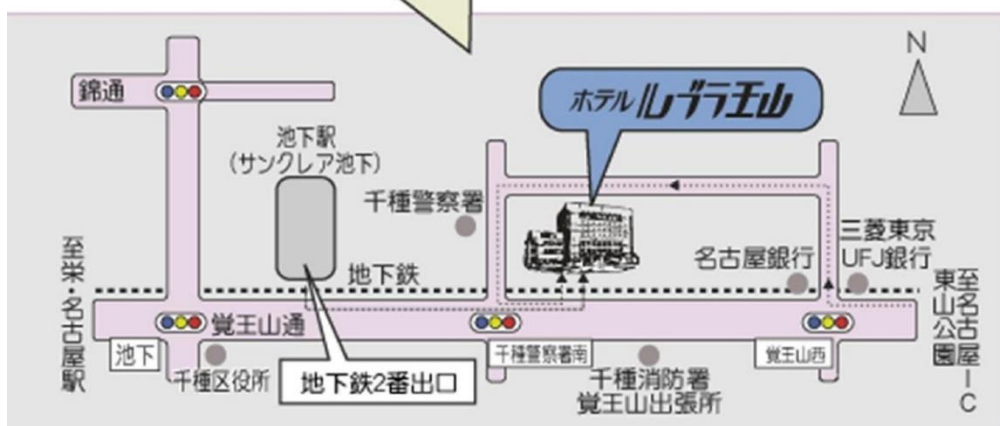 N
錦通
ホテル ルブラ王山
池下駅
(サンクレア池下)
千種警察署
三菱東京
UFJ銀行
名古屋銀行
地下鉄
至栄・名古屋駅
至名古屋IC
東山公園
覚王山通
池下
千種区役所
地下鉄2番出口
千種警察署南
千種消防署
覚王山出張所
覚王山西